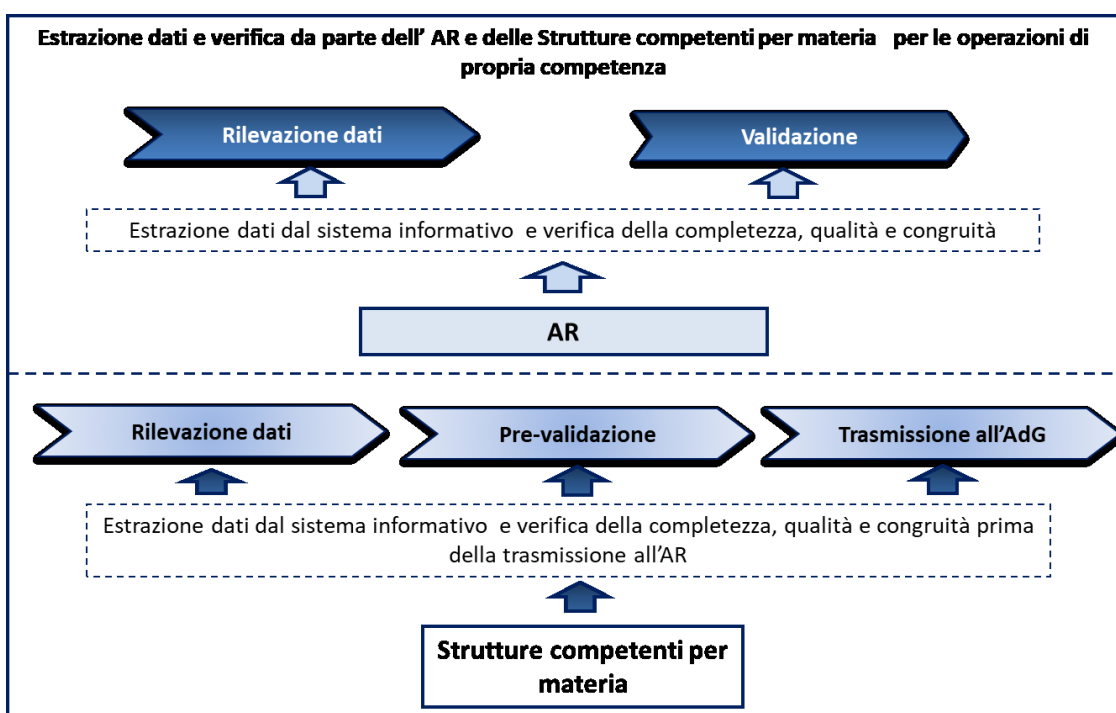 Estrazione dati e verifica da parte dell' AR e delle Strutture competenti per materia per le operazioni di
propria competenza
Rilevazione dati
Validazione
Estrazione dati dal sistema informativo e verifica della completezza, qualità e congruità
AR
Rilevazione dati
Pre-validazione
Trasmissione all'AdG
Estrazione dati dal sistema informativo e verifica della completezza, qualità e congruità prima
della trasmissione all'AR
Strutture competenti per
materia